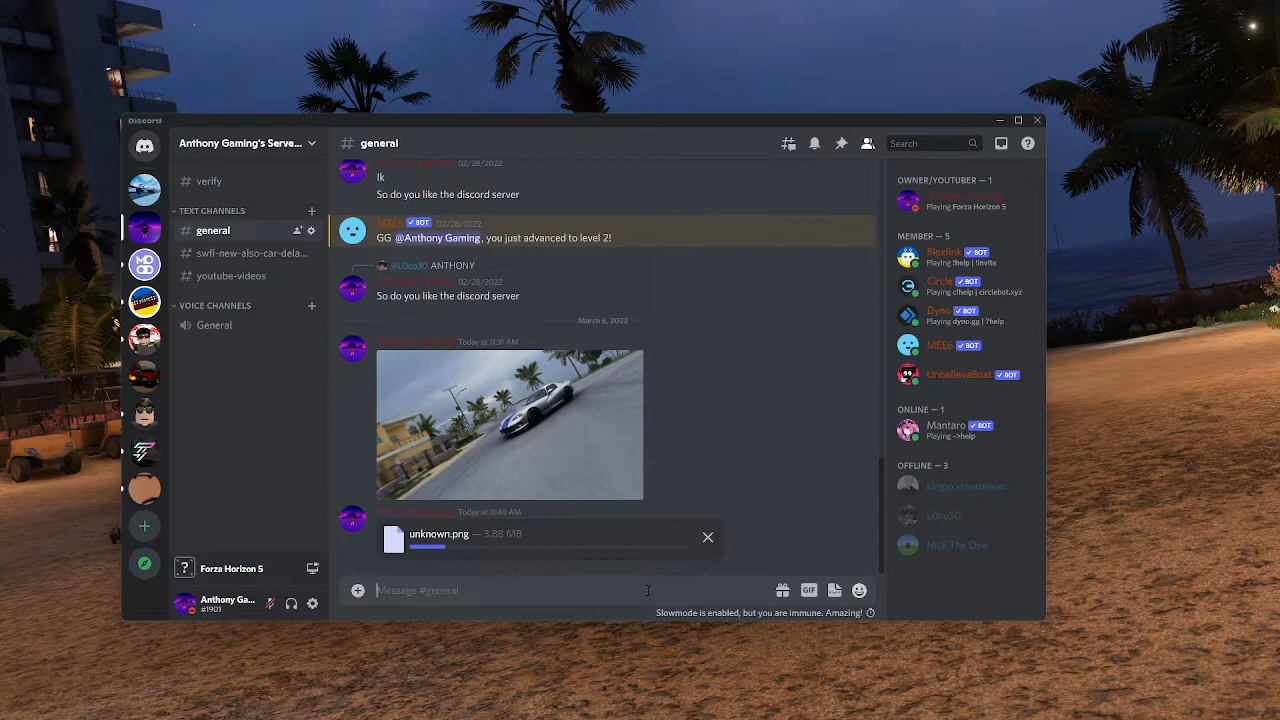 Discord
Anthony Gaming's Serve...
general
Search
verify
TEXT CHANNELS
general
swfl-new-also-car-dela...
youtube-videos
VOICE CHANNELS
General
Forza Horizon 5
Anthony Ga...
#1901
02/28/2022
Ik
So do you like the discord server
MEE6 ✓ BOT 02/28/2022
GG @Anthony Gaming, you just advanced to level 2!
@L0co30 ANTHONY
02/28/2022
So do you like the discord server
March 6, 2022
Today at 11:31 AM
Today at 11:40 AM
unknown.png — 3.88 MB
Message #general
GIF
Slowmode is enabled, but you are immune. Amazing!
OWNER/YOUTUBER — 1
Playing Forza Horizon 5
MEMBER — 5
Bloxlink ✓ BOT
Playing !help | !invite
Circle ✓ BOT
Playing c!help | circlebot.xyz
Dyno ✓ BOT
Playing dyno.gg | ?help
MEE6 ✓ BOT
UnbelievaBoat ✓ BOT
ONLINE — 1
Mantaro ✓ BOT
Playing ->help
OFFLINE — 3
L0co30
Nick The One